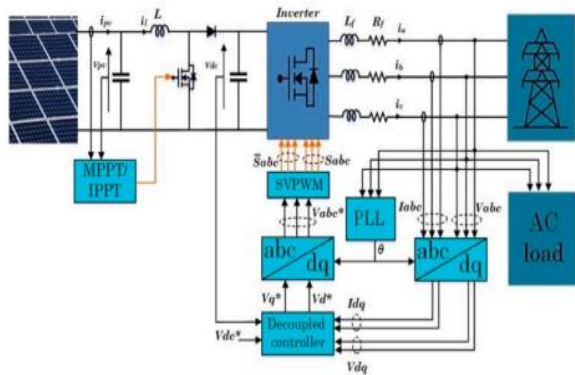 ipv
il
L
Inverter
Lf
Rf
ia
vpv
vdc
ib
ic
MPPT/
IPPT
Sabc
Sabc
SVPWM
Vabc*
PLL
Iabc
Vabc
AC
load
abc
dq
θ
abc
dq
Vq*
Vd*
Idq
Vdc*
Decoupled
controller
Vdq